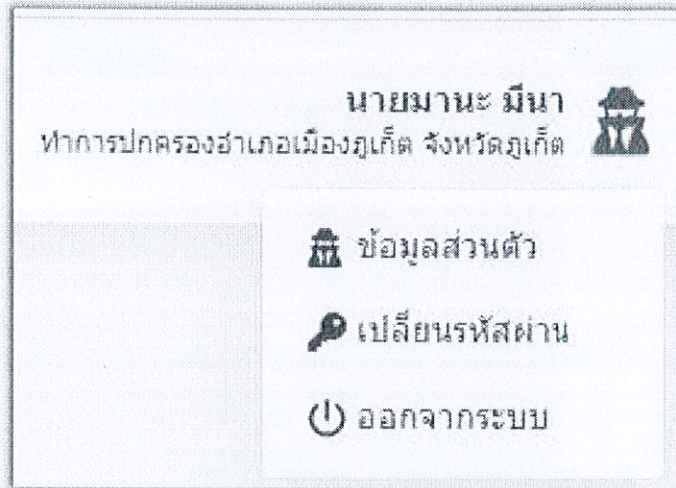 นายมานะ มีนา
ทำการปกครองอำเภอเมืองภูเก็ต จังหวัดภูเก็ต
ข้อมูลส่วนตัว
เปลี่ยนรหัสผ่าน
ออกจากระบบ